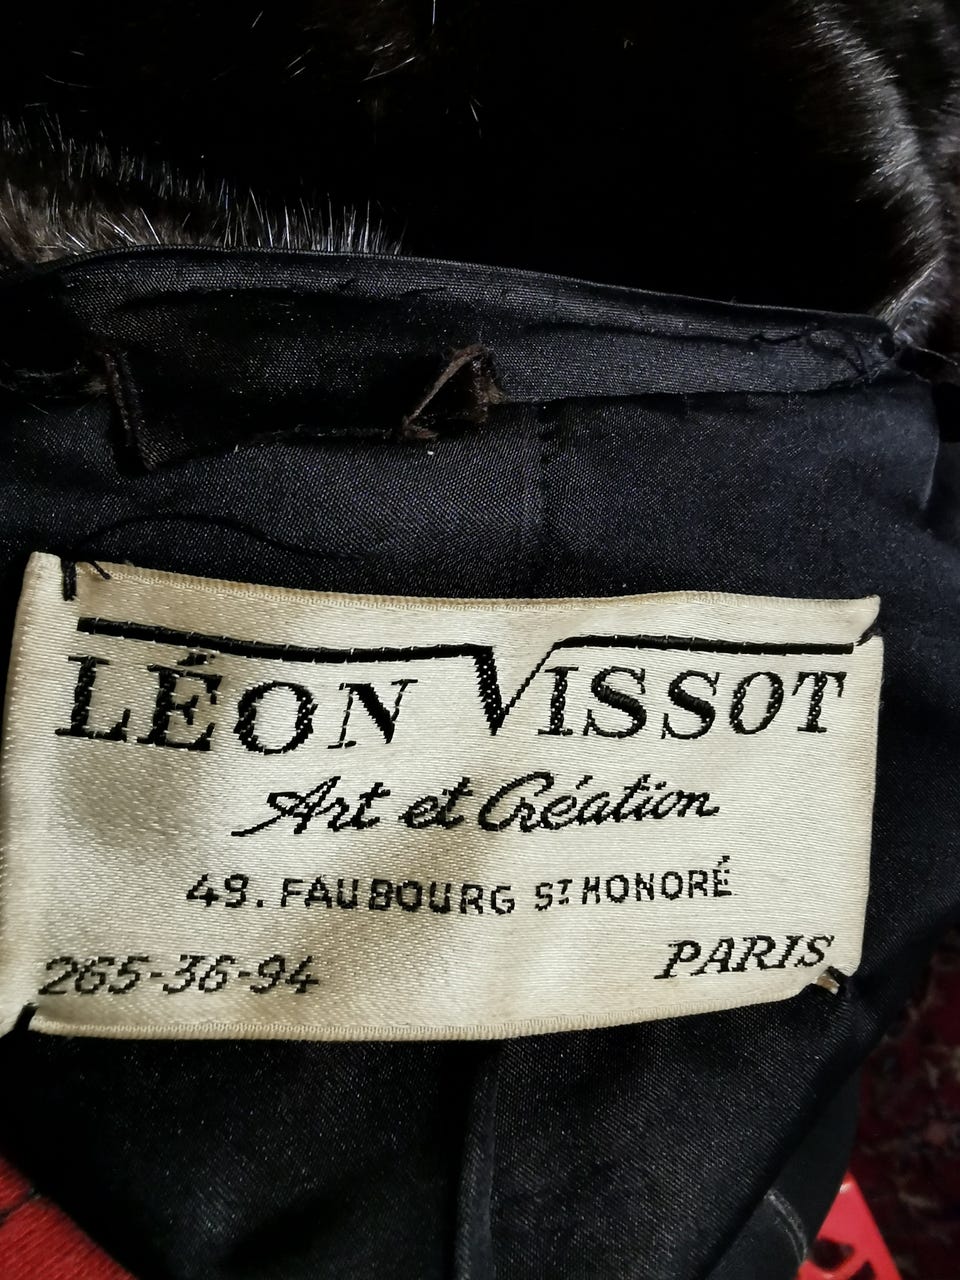 LÉON VISSOT
Art et Création
49. FAUBOURG ST HONORÉ
265-36-94 PARIS